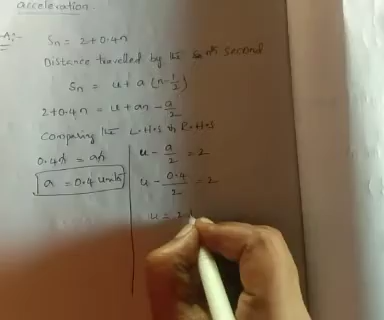 acceleration.
A:- Sn = 2+0.4n
Distance travelled by the nth second
Sn = u + a (n - 1/2)
2+0.4n = u + an - a/2
Comparing the L.H.S & R.H.S
0.4n = an
a = 0.4 units
u - a/2 = 2
u - 0.4/2 = 2
u = 2